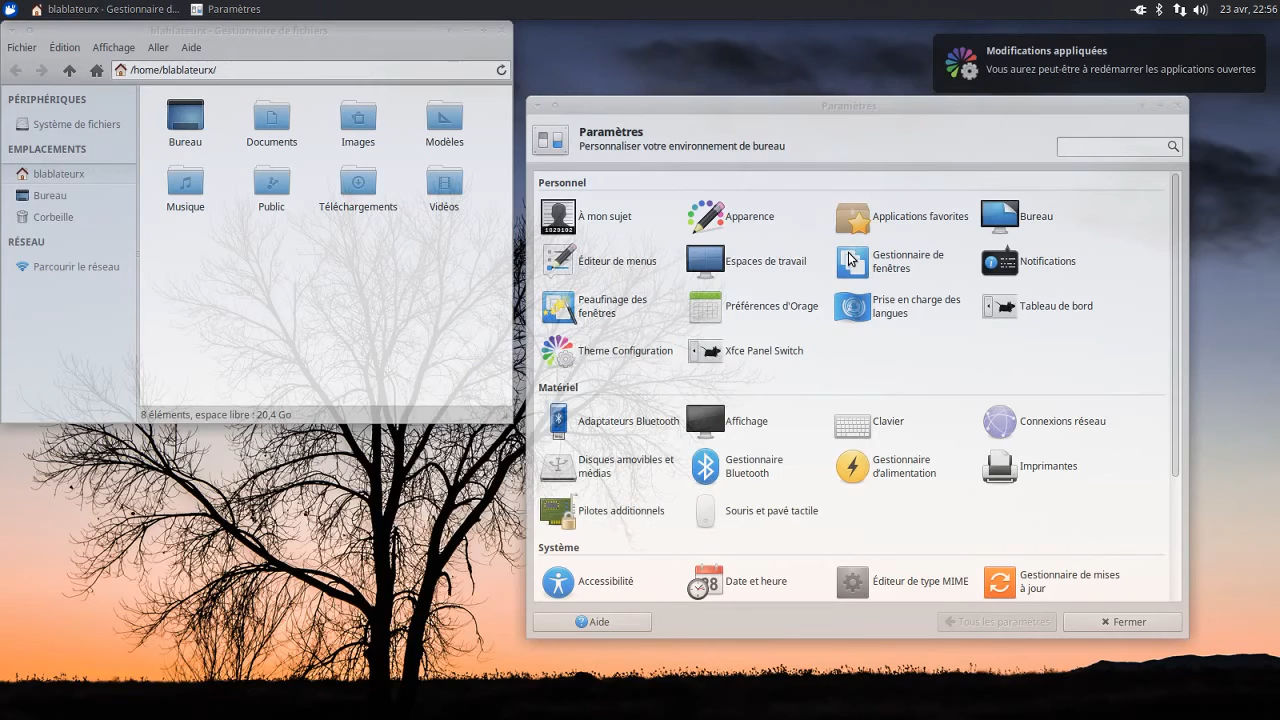 blablateurx - Gestionnaire d...
Paramètres
23 avr, 22:56
blablateurx - Gestionnaire de fichiers
Fichier
Édition
Affichage
Aller
Aide
/home/blablateurx/
PÉRIPHÉRIQUES
Système de fichiers
EMPLACEMENTS
blablateurx
Bureau
Corbeille
RÉSEAU
Parcourir le réseau
Bureau
Documents
Images
Modèles
Musique
Public
Téléchargements
Vidéos
8 éléments, espace libre : 20,4 Go
Modifications appliquées
Vous aurez peut-être à redémarrer les applications ouvertes
Paramètres
Paramètres
Personnaliser votre environnement de bureau
Personnel
À mon sujet
Apparence
Applications favorites
Bureau
Éditeur de menus
Espaces de travail
Gestionnaire de
fenêtres
Notifications
Peaufinage des
fenêtres
Préférences d'Orage
Prise en charge des
langues
Tableau de bord
Theme Configuration
Xfce Panel Switch
Matériel
Adaptateurs Bluetooth
Affichage
Clavier
Connexions réseau
Disques amovibles et
médias
Gestionnaire
Bluetooth
Gestionnaire
d'alimentation
Imprimantes
Pilotes additionnels
Souris et pavé tactile
Système
Accessibilité
Date et heure
Éditeur de type MIME
Gestionnaire de mises
à jour
Aide
Tous les paramètres
Fermer